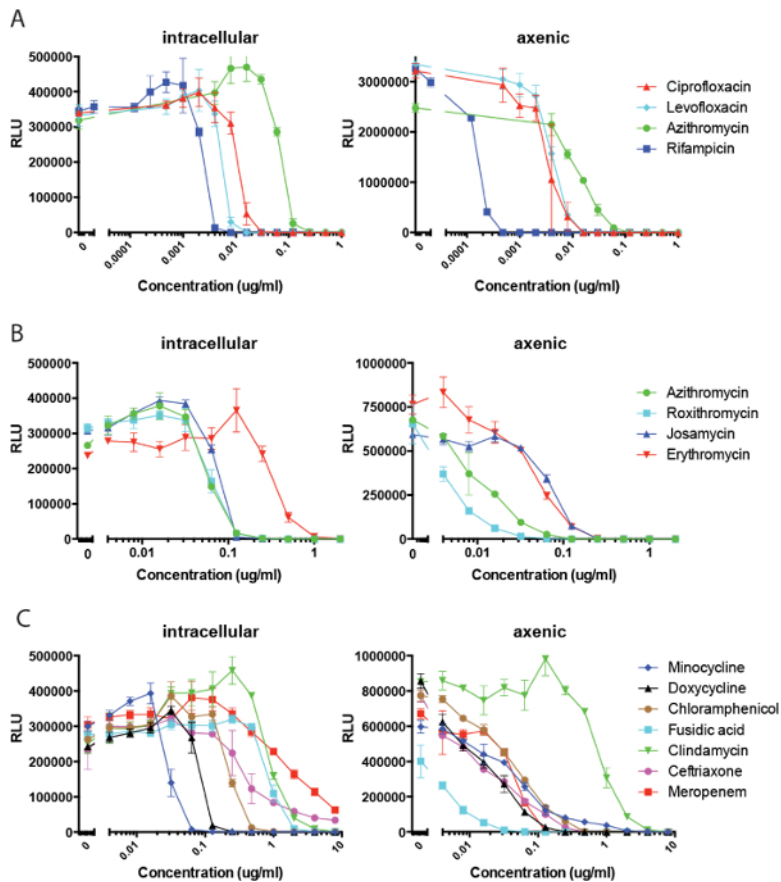 A
intracellular
axenic
RLU
500000
400000
300000
200000
100000
0
0
0.0001
0.001
0.01
0.1
1
Concentration (ug/ml)
RLU
3000000
2000000
1000000
0
0
0.0001
0.001
0.01
0.1
1
Concentration (ug/ml)
Ciprofloxacin
Levofloxacin
Azithromycin
Rifampicin
B
intracellular
axenic
RLU
500000
400000
300000
200000
100000
0
0
0.01
0.1
1
Concentration (ug/ml)
RLU
1000000
750000
500000
250000
0
0
0.01
0.1
1
Concentration (ug/ml)
Azithromycin
Roxithromycin
Josamycin
Erythromycin
C
intracellular
axenic
RLU
500000
400000
300000
200000
100000
0
0
0.01
0.1
1
10
Concentration (ug/ml)
RLU
1000000
800000
600000
400000
200000
0
0
0.01
0.1
1
10
Concentration (ug/ml)
Minocycline
Doxycycline
Chloramphenicol
Fusidic acid
Clindamycin
Ceftriaxone
Meropenem